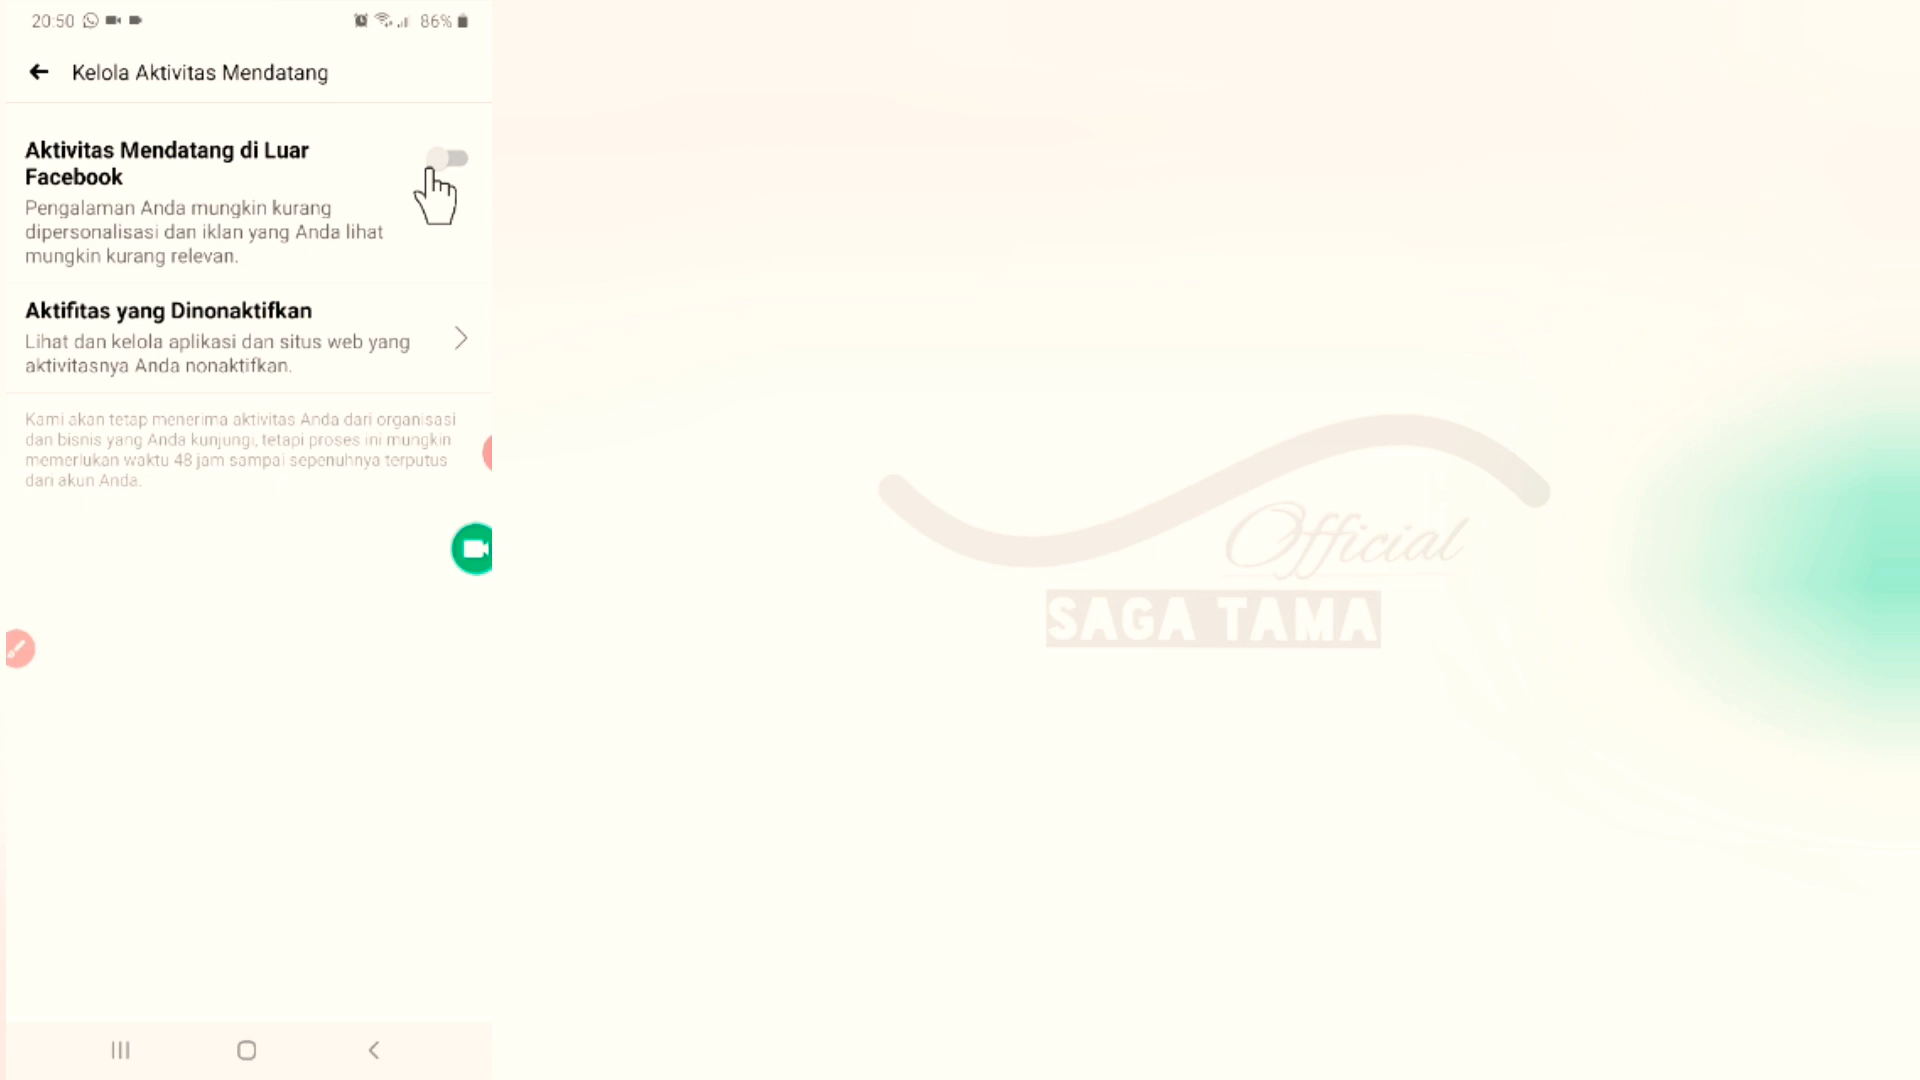 20:50
86%
Kelola Aktivitas Mendatang
Aktivitas Mendatang di Luar
Facebook
Pengalaman Anda mungkin kurang
dipersonalisasi dan iklan yang Anda lihat
mungkin kurang relevan.
Aktifitas yang Dinonaktifkan
Lihat dan kelola aplikasi dan situs web yang
aktivitasnya Anda nonaktifkan.
Kami akan tetap menerima aktivitas Anda dari organisasi
dan bisnis yang Anda kunjungi, tetapi proses ini mungkin
memerlukan waktu 48 jam sampai sepenuhnya terputus
dari akun Anda.
Official
SAGA TAMA